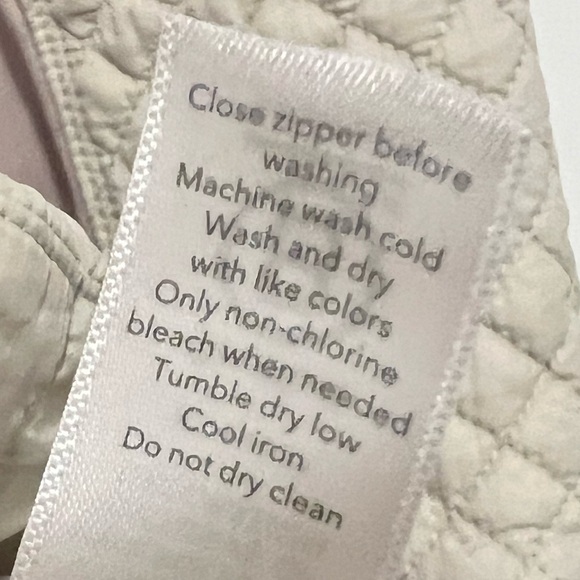 Close zipper before
washing
Machine wash cold
Wash and dry
with like colors
Only non-chlorine
bleach when needed
Tumble dry low
Cool iron
Do not dry clean